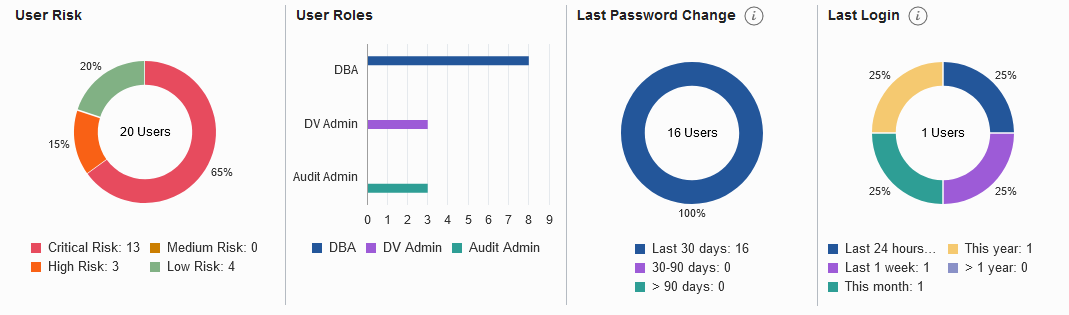 User Risk
20%
15%
65%
20 Users
Critical Risk: 13
Medium Risk: 0
High Risk: 3
Low Risk: 4
User Roles
DBA
DV Admin
Audit Admin
0 1 2 3 4 5 6 7 8 9
DBA DV Admin Audit Admin
Last Password Change i
16 Users
100%
Last 30 days: 16
30-90 days: 0
> 90 days: 0
Last Login i
25%
25%
1 Users
25%
25%
Last 24 hours...
This year: 1
Last 1 week: 1
> 1 year: 0
This month: 1